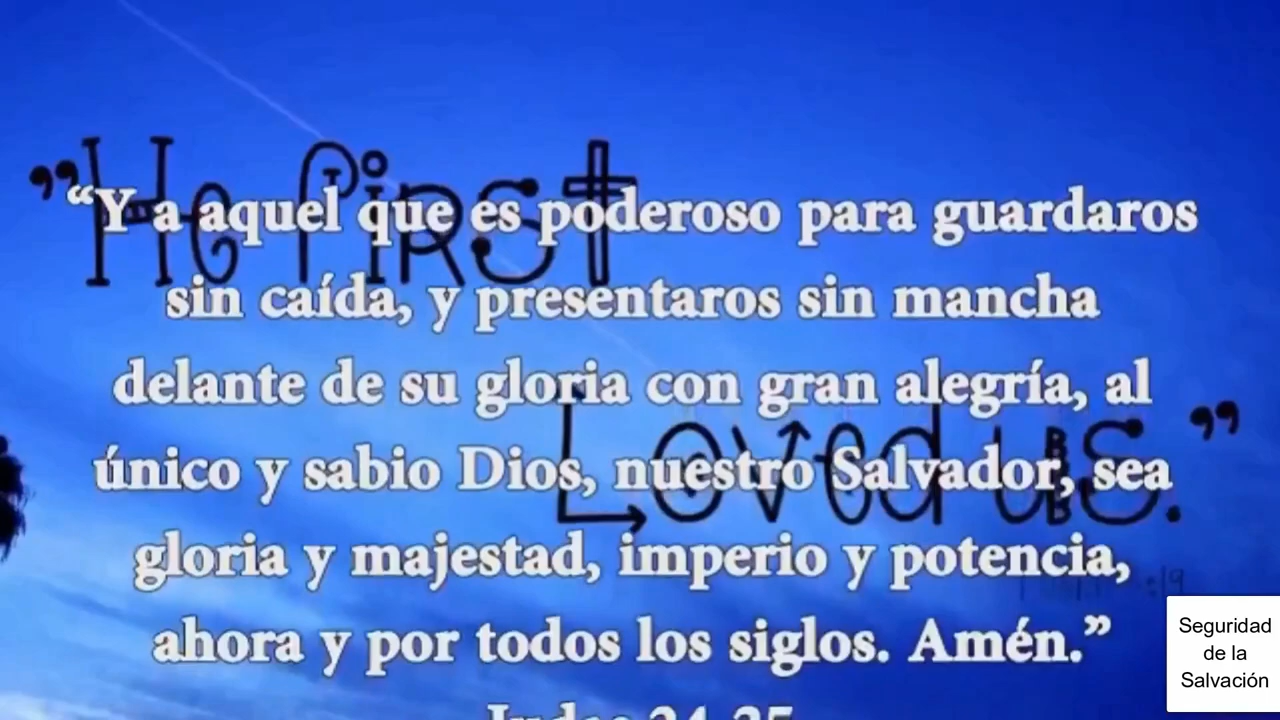 "He first
“Y a aquel que es poderoso para guardaros
sin caída, y presentaros sin mancha
delante de su gloria con gran alegría, al
Loved us."
único y sabio Dios, nuestro Salvador, sea
gloria y majestad, imperio y potencia,
ahora y por todos los siglos. Amén.”
Judas 24-25
Seguridad
de la
Salvación